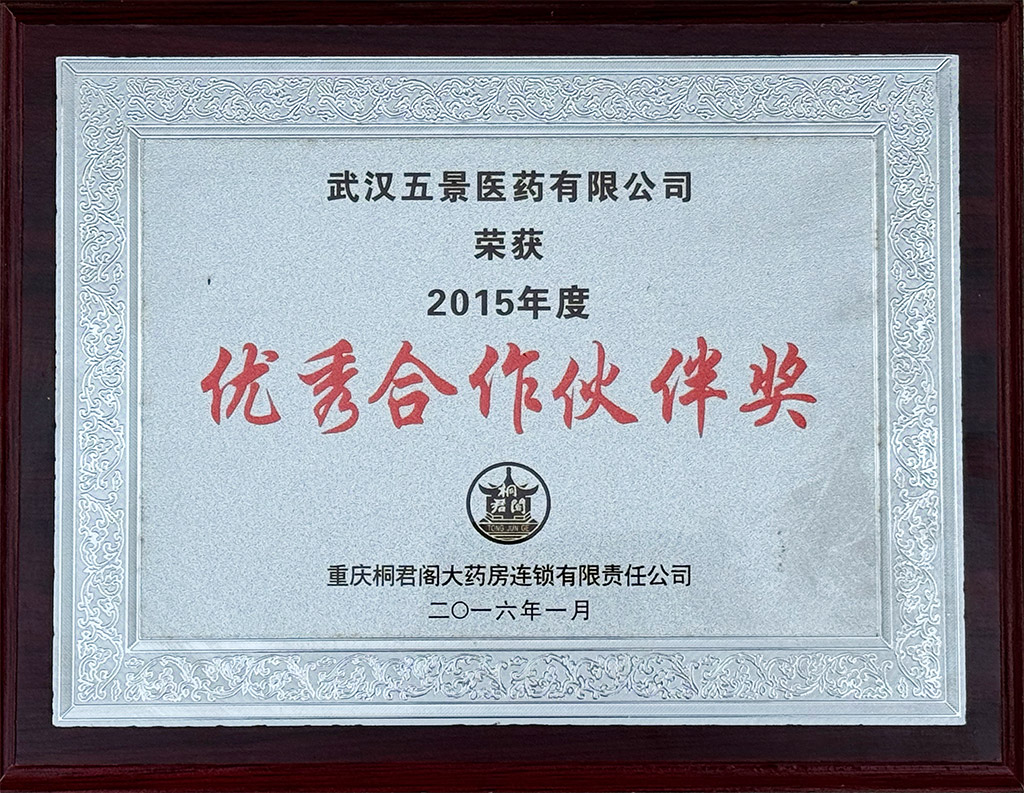 武汉五景医药有限公司
荣获
2015年度
优秀合作伙伴奖
桐君阁
TONG JUN GE
重庆桐君阁大药房连锁有限责任公司
二〇一六年一月